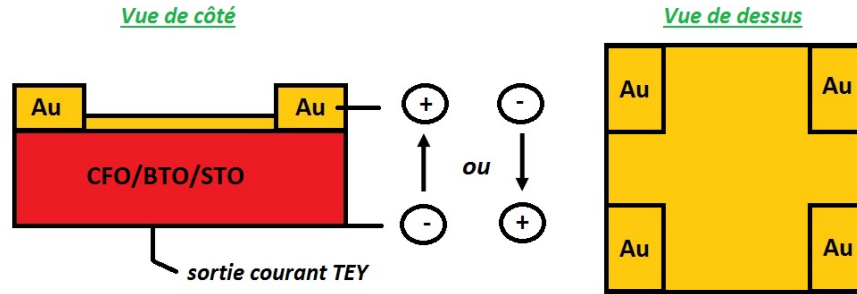 Vue de côté
Vue de dessus
Au
Au
+
-
Au
Au
CFO/BTO/STO
ou
-
+
Au
Au
sortie courant TEY